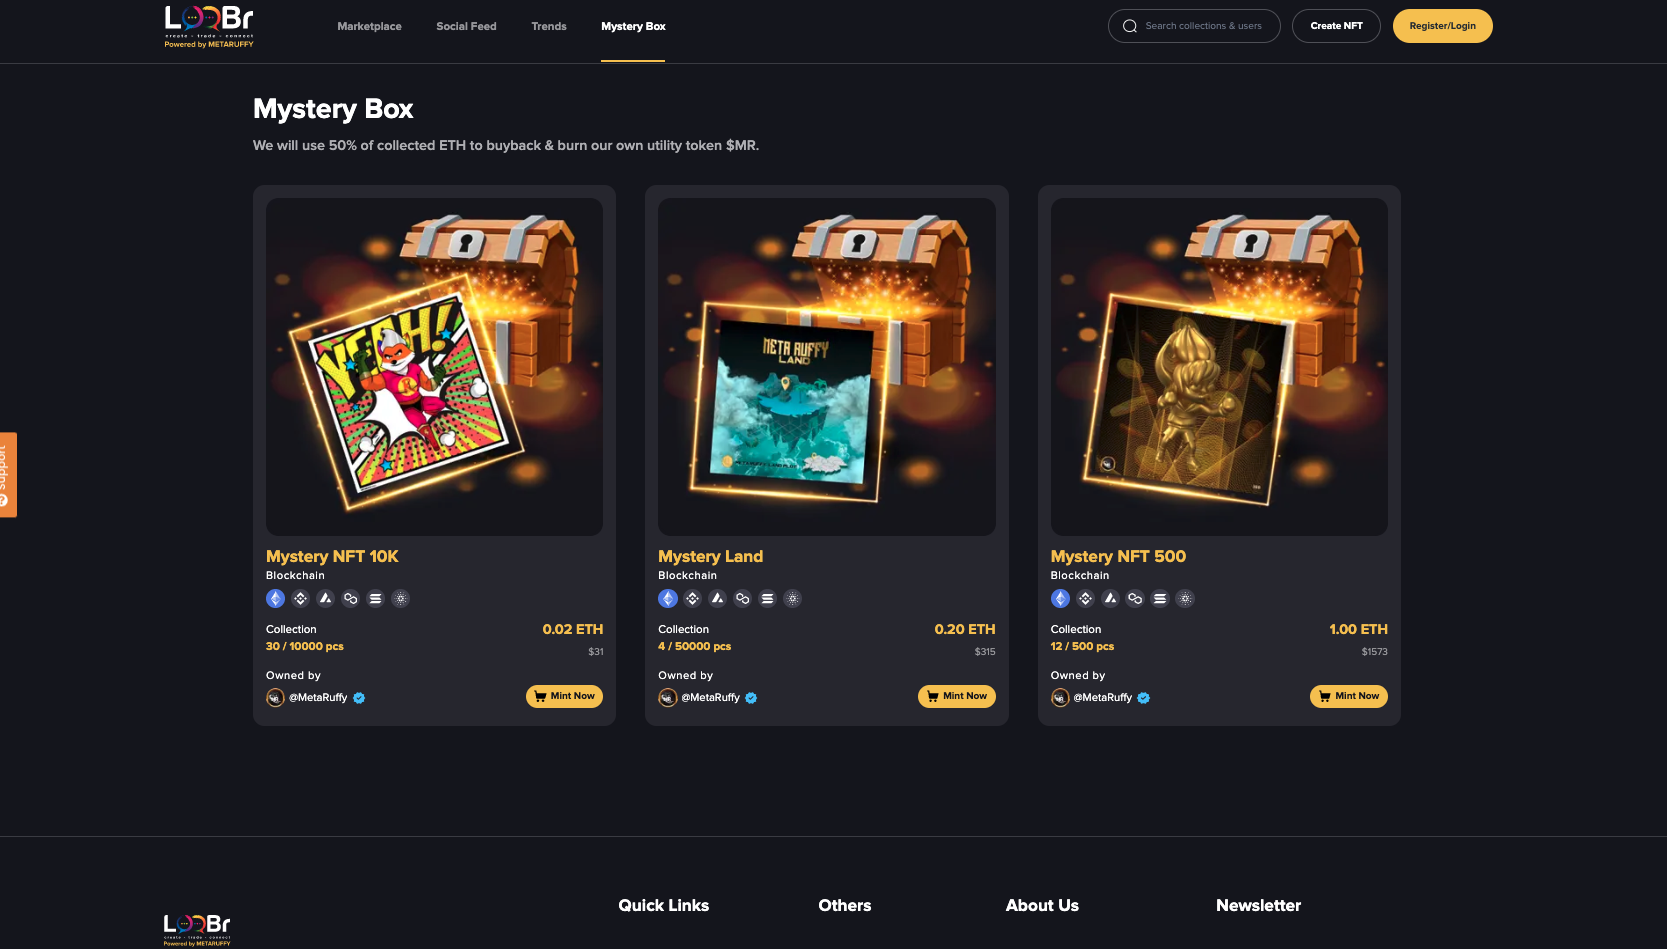 LOOBr
create · trade · connect
Powered by METARUFFY
Marketplace
Social Feed
Trends
Mystery Box
Search collections & users
Create NFT
Register/Login
Mystery Box
We will use 50% of collected ETH to buyback & burn our own utility token $MR.
Support
YEAH!
Mystery NFT 10K
Blockchain
Collection
0.02 ETH
30 / 10000 pcs
$31
Owned by
@MetaRuffy
Mint Now
META RUFFY
LAND
Mystery Land
Blockchain
Collection
0.20 ETH
4 / 50000 pcs
$315
Owned by
@MetaRuffy
Mint Now
Mystery NFT 500
Blockchain
Collection
1.00 ETH
12 / 500 pcs
$1573
Owned by
@MetaRuffy
Mint Now
LOOBr
create · trade · connect
Powered by METARUFFY
Quick Links
Others
About Us
Newsletter